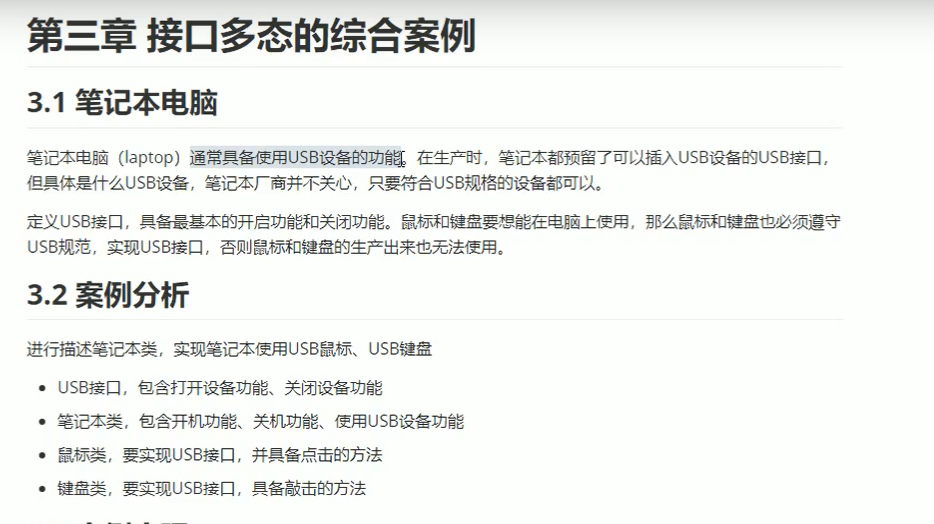 第三章 接口多态的综合案例
3.1 笔记本电脑
笔记本电脑（laptop）通常具备使用USB设备的功能。在生产时，笔记本都预留了可以插入USB设备的USB接口，
但具体是什么USB设备，笔记本厂商并不关心，只要符合USB规格的设备都可以。
定义USB接口，具备最基本的开启功能和关闭功能。鼠标和键盘要想能在电脑上使用，那么鼠标和键盘也必须遵守
USB规范，实现USB接口，否则鼠标和键盘的生产出来也无法使用。
3.2 案例分析
进行描述笔记本类，实现笔记本使用USB鼠标、USB键盘
• USB接口，包含打开设备功能、关闭设备功能
• 笔记本类，包含开机功能、关机功能、使用USB设备功能
• 鼠标类，要实现USB接口，并具备点击的方法
• 键盘类，要实现USB接口，具备敲击的方法